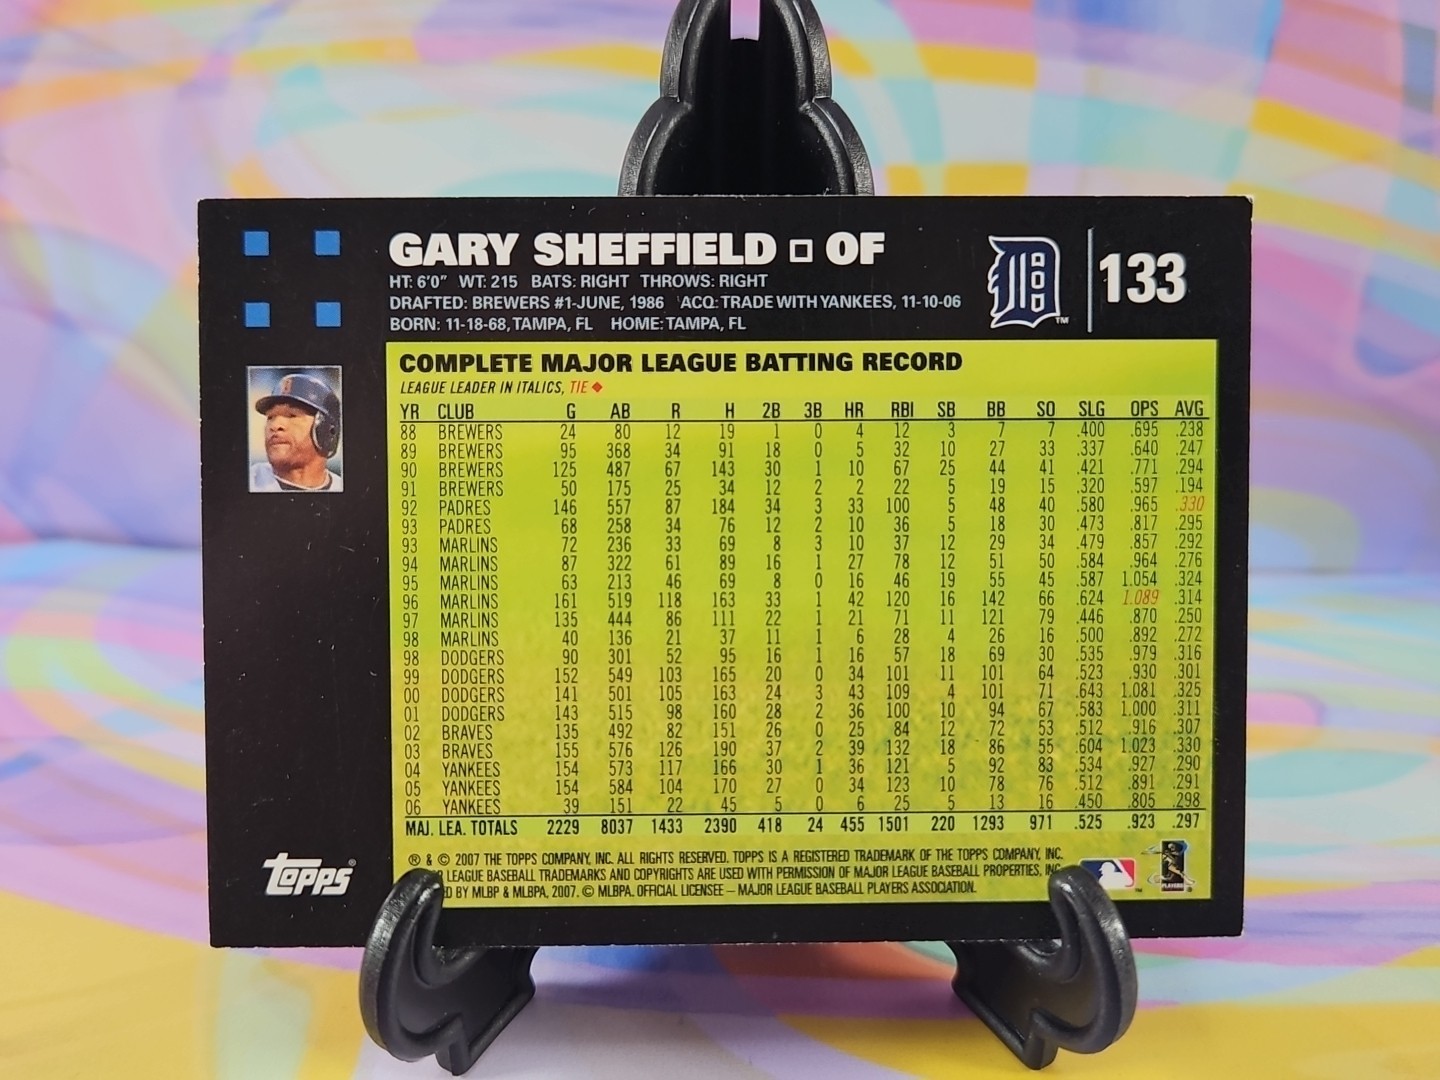 GARY SHEFFIELD □ OF
HT: 6'0" WT: 215 BATS: RIGHT THROWS: RIGHT
DRAFTED: BREWERS #1-JUNE, 1986 ACQ: TRADE WITH YANKEES, 11-10-06
BORN: 11-18-68, TAMPA, FL HOME: TAMPA, FL
D ™
133
COMPLETE MAJOR LEAGUE BATTING RECORD
LEAGUE LEADER IN ITALICS, TIE ◆
YR CLUB G AB R H 2B 3B HR RBI SB BB SO SLG OPS AVG
88 BREWERS 24 80 12 19 1 0 4 12 3 7 7 .400 .695 .238
89 BREWERS 95 368 34 91 18 0 5 32 10 27 33 .337 .640 .247
90 BREWERS 125 487 67 143 30 1 10 67 25 44 41 .421 .771 .294
91 BREWERS 50 175 25 34 12 2 2 22 5 19 15 .320 .597 .194
92 PADRES 146 557 87 184 34 3 33 100 5 48 40 .580 .965 .330
93 PADRES 68 258 34 76 12 2 10 36 5 18 30 .473 .817 .295
93 MARLINS 72 236 33 69 8 3 10 37 12 29 34 .479 .857 .292
94 MARLINS 87 322 61 89 16 1 27 78 12 51 50 .584 .964 .276
95 MARLINS 63 213 46 69 8 0 16 46 19 55 45 .587 1.054 .324
96 MARLINS 161 519 118 163 33 1 42 120 16 142 66 .624 1.089 .314
97 MARLINS 135 444 86 111 22 1 21 71 11 121 79 .446 .870 .250
98 MARLINS 40 136 21 37 11 1 6 28 4 26 16 .500 .892 .272
98 DODGERS 90 301 52 95 16 1 16 57 18 69 30 .535 .979 .316
99 DODGERS 152 549 103 165 20 0 34 101 11 101 64 .523 .930 .301
00 DODGERS 141 501 105 163 24 3 43 109 4 101 71 .643 1.081 .325
01 DODGERS 143 515 98 160 28 2 36 100 10 94 67 .583 1.000 .311
02 BRAVES 135 492 82 151 26 0 25 84 12 72 53 .512 .916 .307
03 BRAVES 155 576 126 190 37 2 39 132 18 86 55 .604 1.023 .330
04 YANKEES 154 573 117 166 30 1 36 121 5 92 83 .534 .927 .290
05 YANKEES 154 584 104 170 27 0 34 123 10 78 76 .512 .891 .291
06 YANKEES 39 151 22 45 5 0 6 25 5 13 16 .450 .805 .298
MAJ. LEA. TOTALS 2229 8037 1433 2390 418 24 455 1501 220 1293 971 .525 .923 .297
® & © 2007 THE TOPPS COMPANY, INC. ALL RIGHTS RESERVED. TOPPS IS A REGISTERED TRADEMARK OF THE TOPPS COMPANY, INC.
LEAGUE BASEBALL TRADEMARKS AND COPYRIGHTS ARE USED WITH PERMISSION OF MAJOR LEAGUE BASEBALL PROPERTIES, INC.
BY MLBP & MLBPA, 2007. © MLBPA. OFFICIAL LICENSEE – MAJOR LEAGUE BASEBALL PLAYERS ASSOCIATION.
topps®